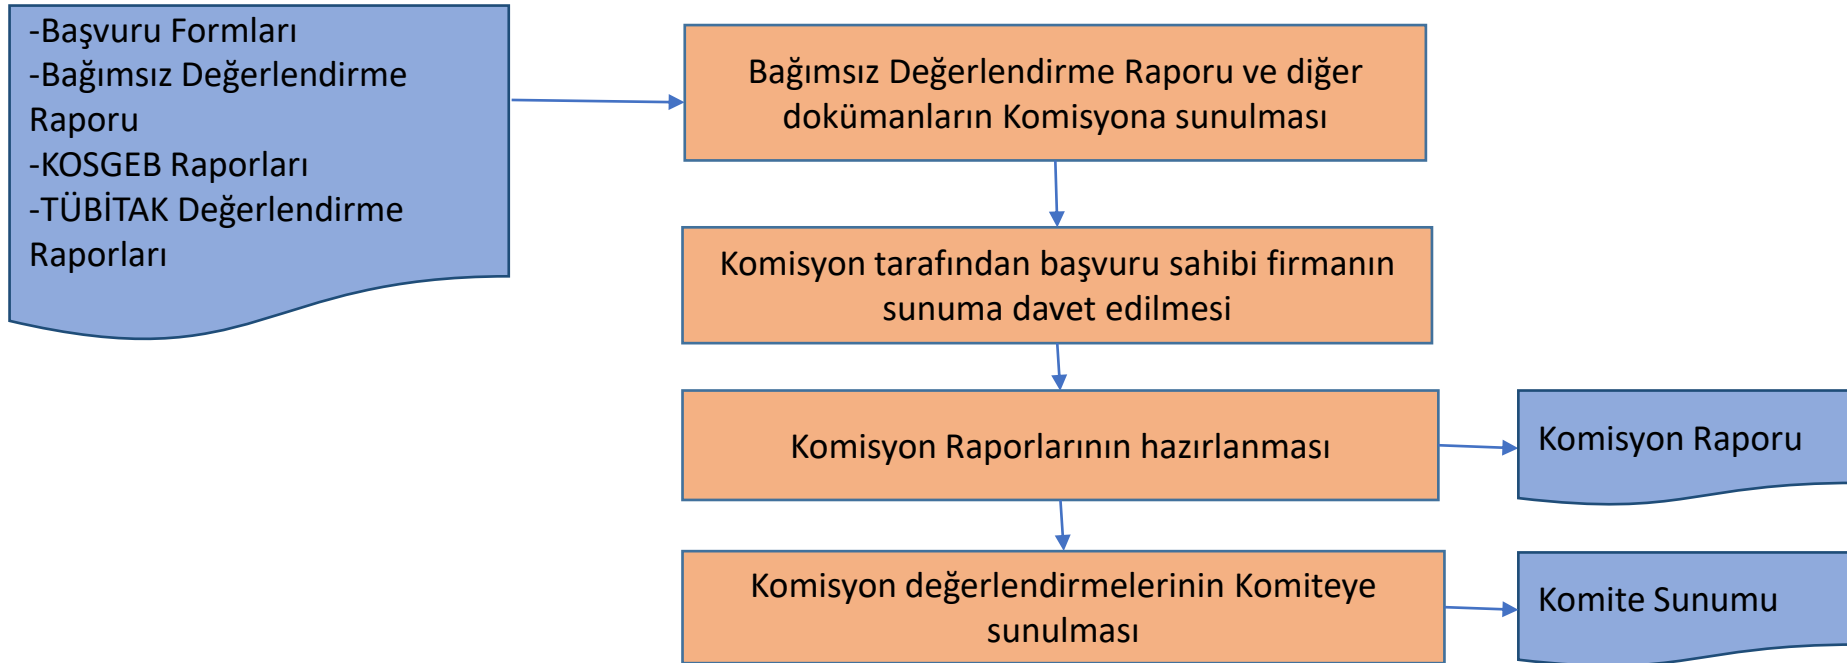 -Başvuru Formları
-Bağımsız Değerlendirme
Raporu
-KOSGEB Raporları
-TÜBİTAK Değerlendirme
Raporları
Bağımsız Değerlendirme Raporu ve diğer
dokümanların Komisyona sunulması
Komisyon tarafından başvuru sahibi firmanın
sunuma davet edilmesi
Komisyon Raporlarının hazırlanması
Komisyon Raporu
Komisyon değerlendirmelerinin Komiteye
sunulması
Komite Sunumu